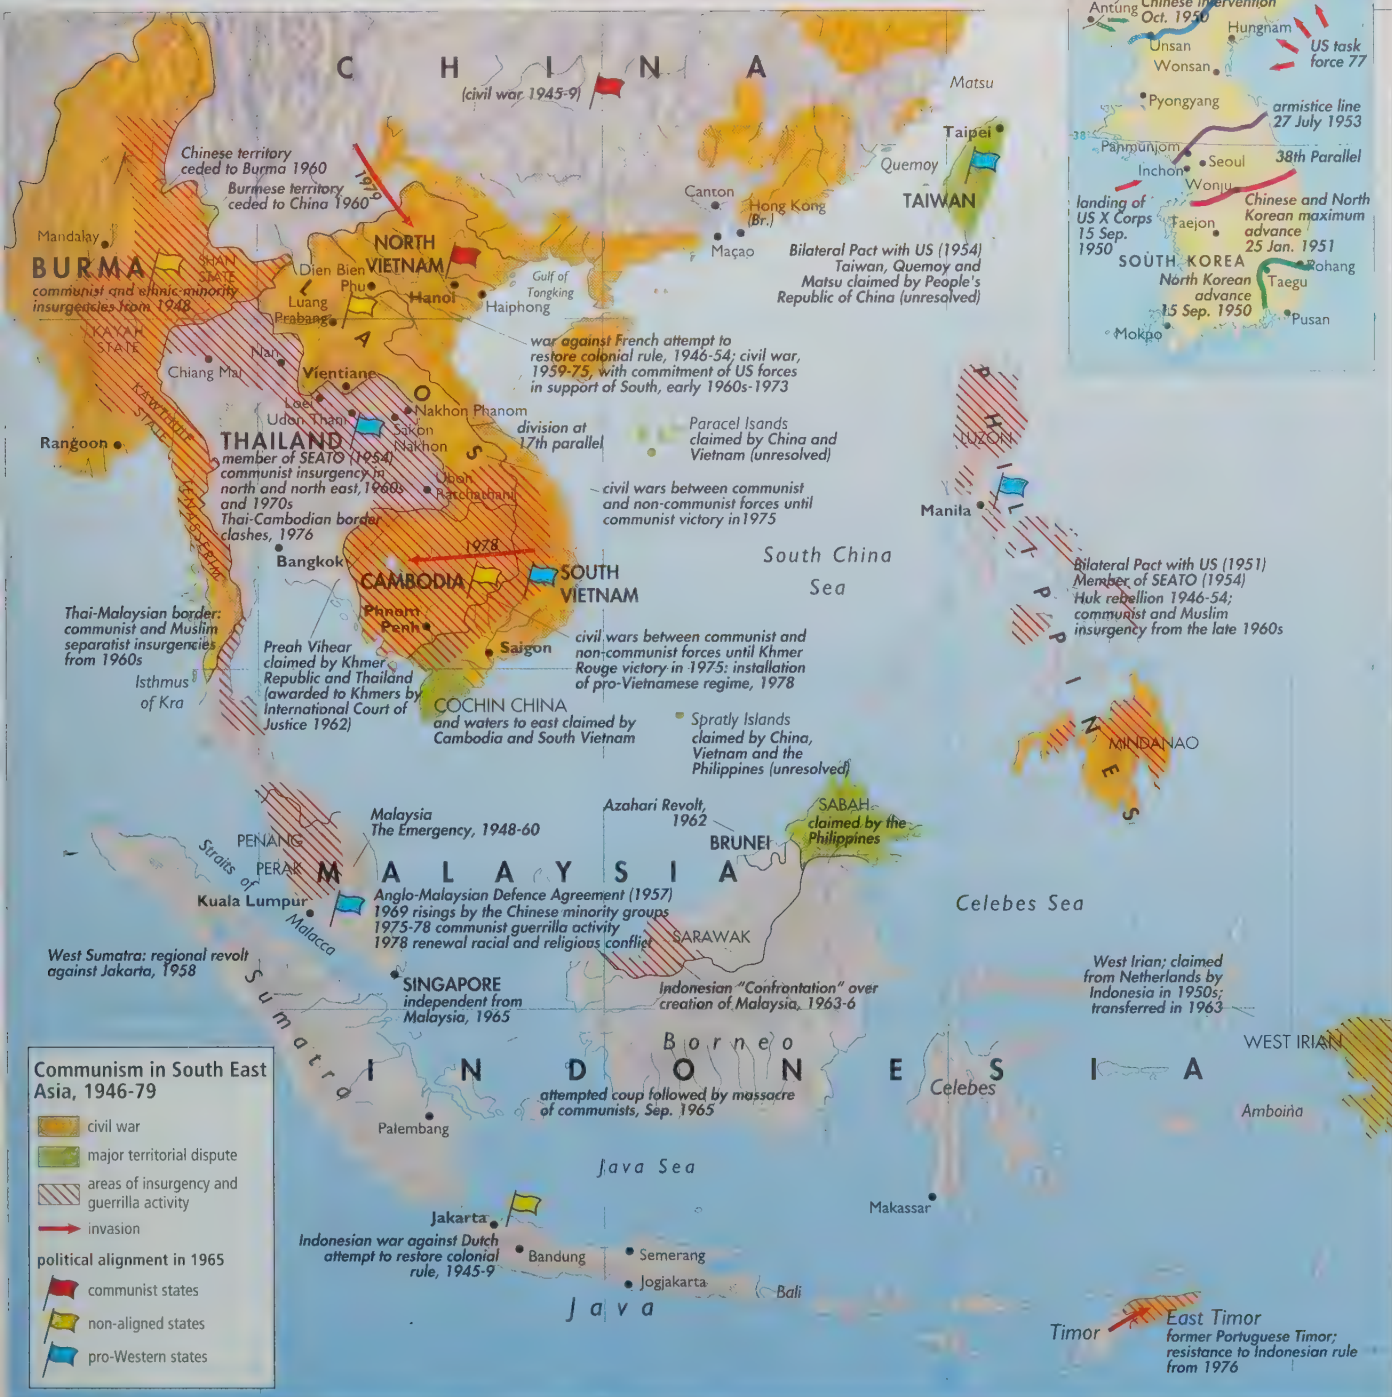 C H I N A
(civil war 1945-9)
Matsu
Taipei
Quemoy
TAIWAN
Chinese territory
ceded to Burma 1960
Burmese territory
ceded to China 1960
1979
Canton
Hong Kong
(Br.)
Maçao
Bilateral Pact with US (1954)
Taiwan, Quemoy and
Matsu claimed by People's
Republic of China (unresolved)
Mandalay
BURMA
SHAN
STATE
communist and ethnic-minority
insurgencies from 1948
KAYAH
STATE
KAWTHULE
STATE
TENASSERIM
Rangoon
NORTH
VIETNAM
Dien Bien
Phu
Hanoi
Haiphong
Gulf of
Tongking
Luang
Prabang
L A O S
Vientiane
war against French attempt to
restore colonial rule, 1946-54; civil war,
1959-75, with commitment of US forces
in support of South, early 1960s-1973
Nan
Chiang Mai
Loei
Udon Thani
Nakhon Phanom
Sakon
Nakhon
division at
17th parallel
THAILAND
member of SEATO (1954)
communist insurgency in
north and north east, 1960s
and 1970s
Thai-Cambodian border
clashes, 1976
Ubon
Ratchathani
Bangkok
Paracel Islands
claimed by China and
Vietnam (unresolved)
civil wars between communist
and non-communist forces until
communist victory in 1975
1978
CAMBODIA
SOUTH
VIETNAM
Phnom
Penh
Saigon
South China
Sea
Thai-Malaysian border:
communist and Muslim
separatist insurgencies
from 1960s
Isthmus
of Kra
Preah Vihear
claimed by Khmer
Republic and Thailand
(awarded to Khmers by
International Court of
Justice 1962)
civil wars between communist and
non-communist forces until Khmer
Rouge victory in 1975: installation
of pro-Vietnamese regime, 1978
COCHIN CHINA
and waters to east claimed by
Cambodia and South Vietnam
Spratly Islands
claimed by China,
Vietnam and the
Philippines (unresolved)
PHILIPPINES
LUZON
Manila
Bilateral Pact with US (1951)
Member of SEATO (1954)
Huk rebellion 1946-54;
communist and Muslim
insurgency from the late 1960s
MINDANAO
Malaysia
The Emergency, 1948-60
PENANG
PERAK
Straits of
Malacca
Kuala Lumpur
M A L A Y S I A
Azahari Revolt,
1962
BRUNEI
SABAH
claimed by the
Philippines
Anglo-Malaysian Defence Agreement (1957)
1969 risings by the Chinese minority groups
1975-78 communist guerrilla activity
1978 renewal racial and religious conflict
SARAWAK
Celebes Sea
West Sumatra: regional revolt
against Jakarta, 1958
Sumatra
SINGAPORE
independent from
Malaysia, 1965
Indonesian "Confrontation" over
creation of Malaysia, 1963-6
West Irian; claimed
from Netherlands by
Indonesia in 1950s;
transferred in 1963
WEST IRIAN
Borneo
I N D O N E S I A
attempted coup followed by massacre
of communists, Sep. 1965
Celebes
Amboina
Palembang
Java Sea
Makassar
Jakarta
Indonesian war against Dutch
attempt to restore colonial
rule, 1945-9
Bandung
Semerang
Jogjakarta
Java
Bali
Timor
East Timor
former Portuguese Timor;
resistance to Indonesian rule
from 1976
Communism in South East
Asia, 1946-79
civil war
major territorial dispute
areas of insurgency and
guerrilla activity
invasion
political alignment in 1965
communist states
non-aligned states
pro-Western states
Antung
Chinese intervention
Oct. 1950
Unsan
Hungnam
US task
force 77
Wonsan
Pyongyang
armistice line
27 July 1953
38°
Panmunjom
Seoul
38th Parallel
Inchon
Wonju
landing of
US X Corps
15 Sep.
1950
Taejon
Chinese and North
Korean maximum
advance
25 Jan. 1951
SOUTH KOREA
North Korean
advance
15 Sep. 1950
Pohang
Taegu
Pusan
Mokpo